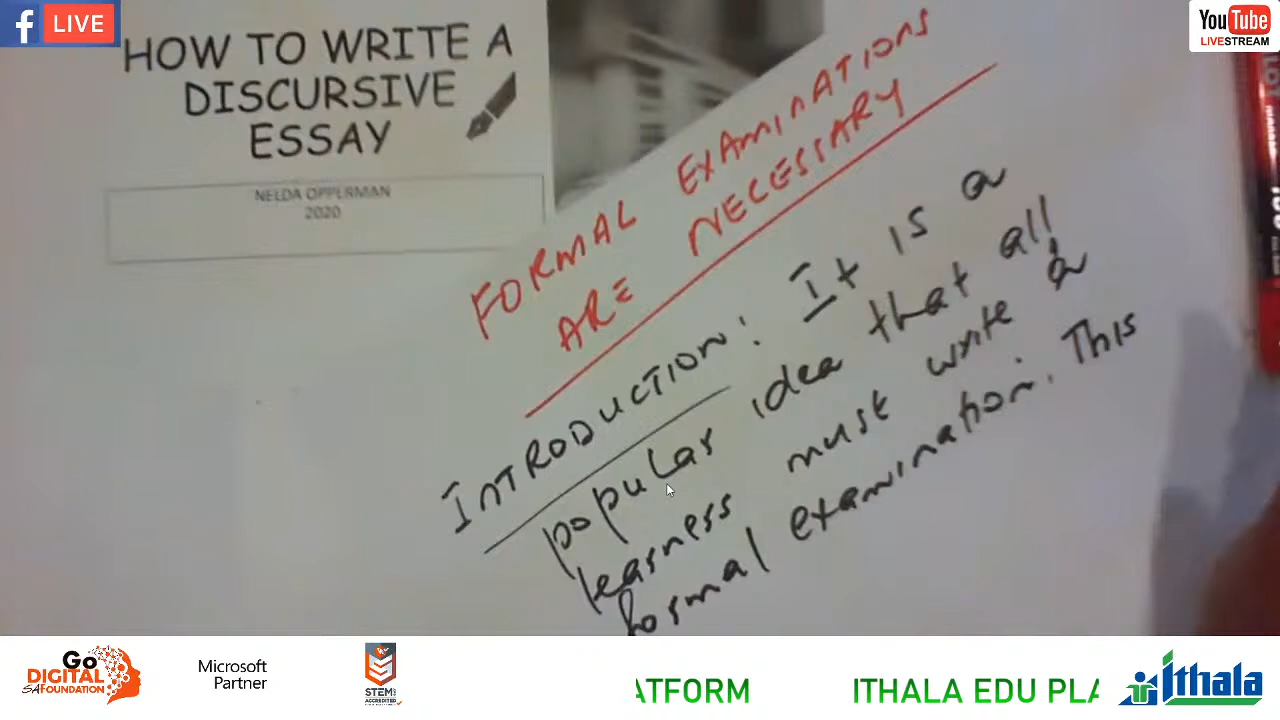 f LIVE
YouTube
LIVESTREAM
HOW TO WRITE A
DISCURSIVE
ESSAY
NELDA OPPERMAN
2020
FORMAL EXAMINATIONS
ARE NECESSARY
INTRODUCTION: It is a
popular idea that all
learners must write a
formal examination. This
Go
DIGITAL
SA FOUNDATION
Microsoft
Partner
STEM
ACCREDITED
ATFORM
ITHALA EDU PLA
ithala